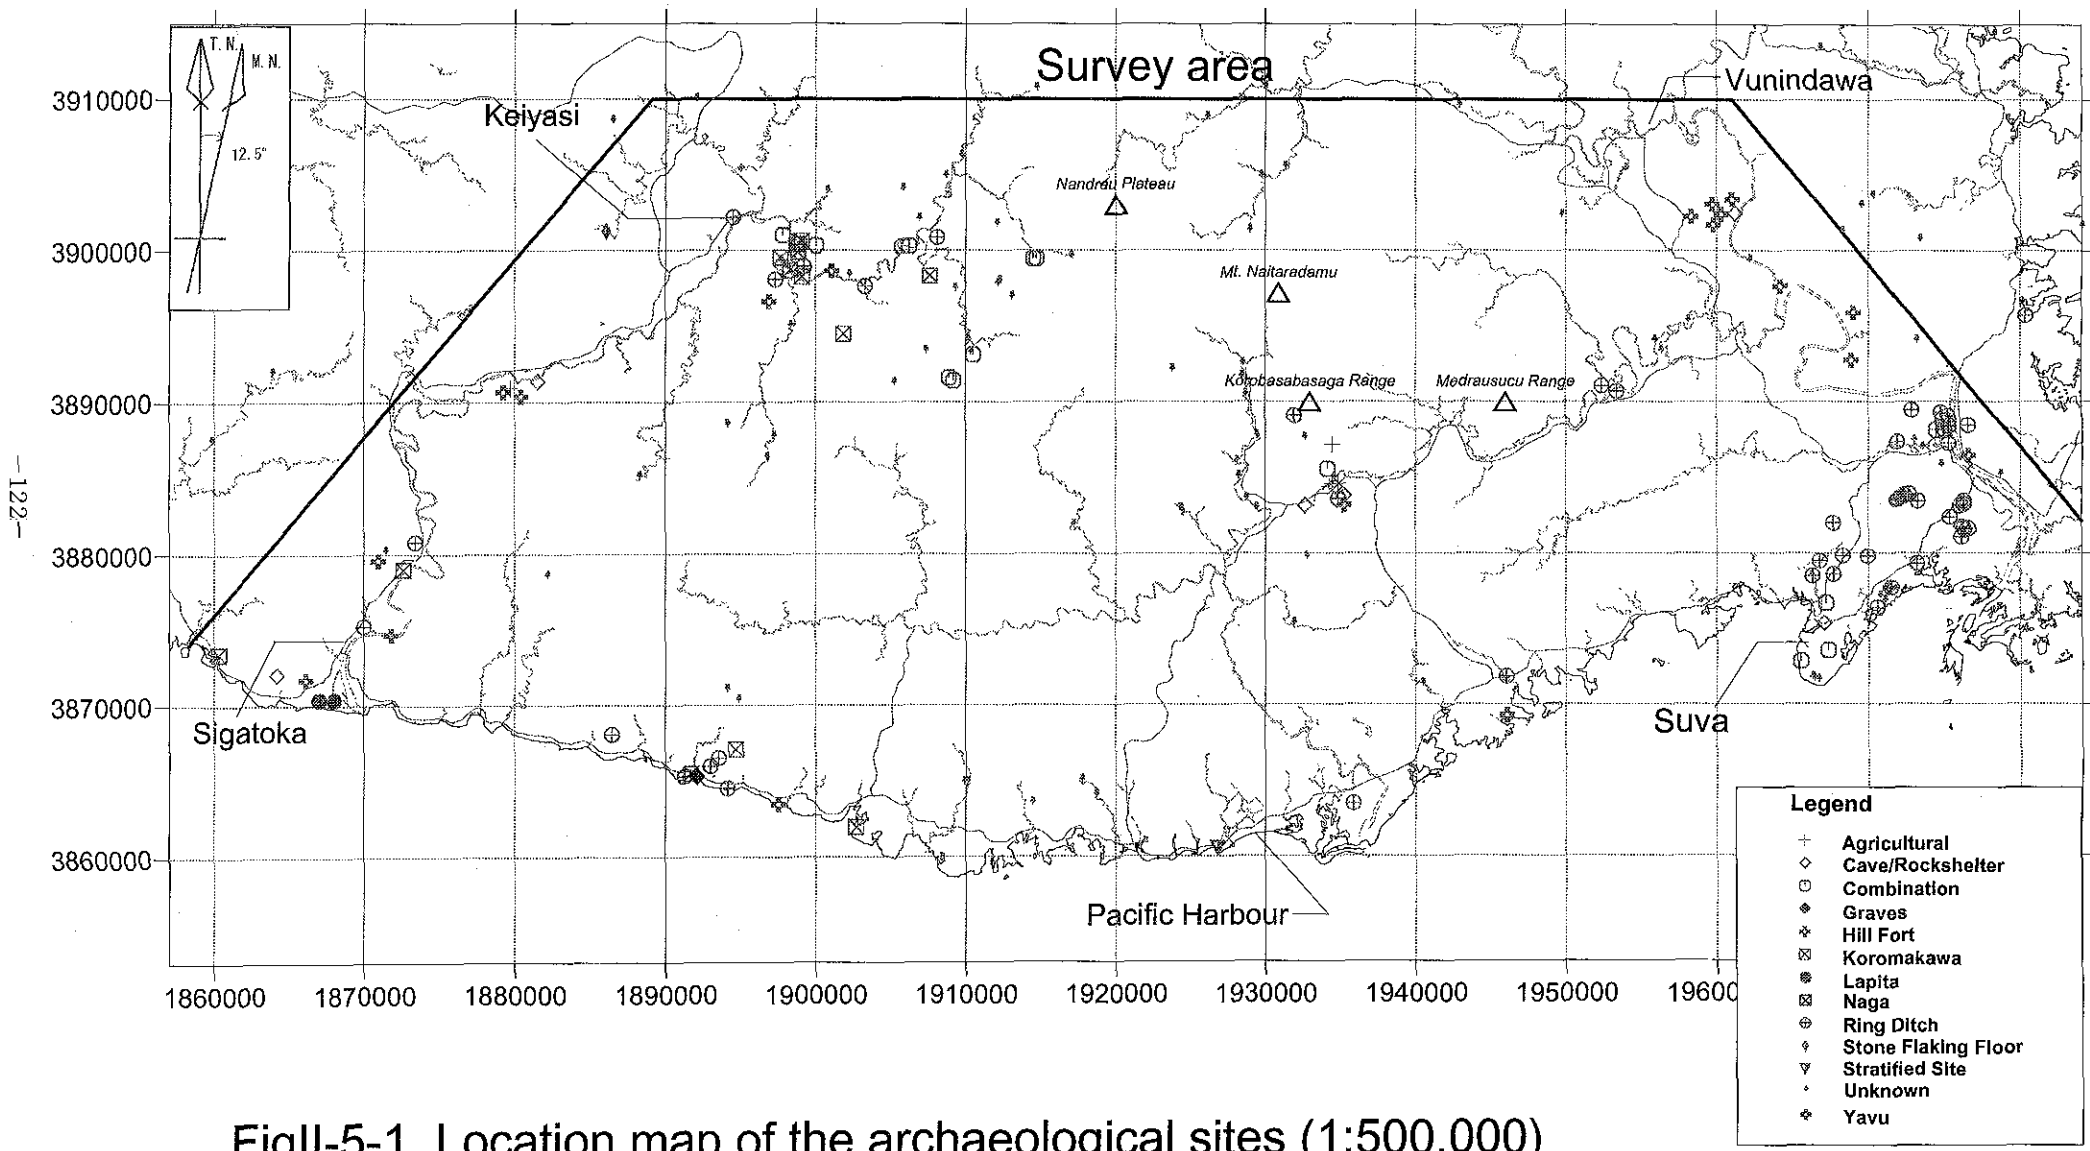 T. N.
M. N.
12.5°
Survey area
Vunindawa
Keiyasi
Nandrau Plateau
Mt. Naitaradamu
Korobasabasaga Range
Medrausucu Range
3910000
3900000
3890000
3880000
3870000
3860000
-122-
Sigatoka
Suva
Pacific Harbour
1860000
1870000
1880000
1890000
1900000
1910000
1920000
1930000
1940000
1950000
19600
Legend
Agricultural
Cave/Rockshelter
Combination
Graves
Hill Fort
Koromakawa
Lapita
Naga
Ring Ditch
Stone Flaking Floor
Stratified Site
Unknown
Yavu
FigII-5-1 Location map of the archaeological sites (1:500,000)